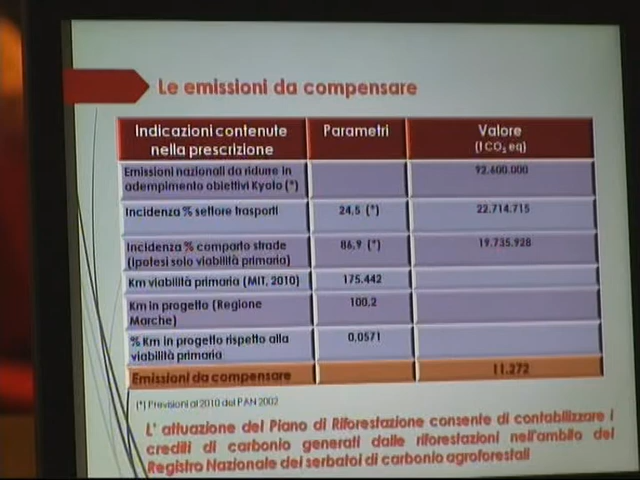 Le emissioni da compensare
Indicazioni contenute Parametri Valore
nella prescrizione (t CO2 eq)
Emissioni nazionali da ridurre in 92.600.000
adempimento obiettivi Kyoto (*)
Incidenza % settore trasporti 24,5 (*) 22.714.715
Incidenza % comparto strade 86,9 (*) 19.735.928
(ipotesi solo viabilità primaria)
Km viabilità primaria (MIT, 2010) 175.442
Km in progetto (Regione 100,2
Marche)
% Km in progetto rispetto alla 0,0571
viabilità primaria
Emissioni da compensare 11.272
(*) Previsioni al 2010 del PAN 2002
L' attuazione del Piano di Riforestazione consente di contabilizzare i
crediti di carbonio generati dalle riforestazioni nell'ambito del
Registro Nazionale dei serbatoi di carbonio agroforestali